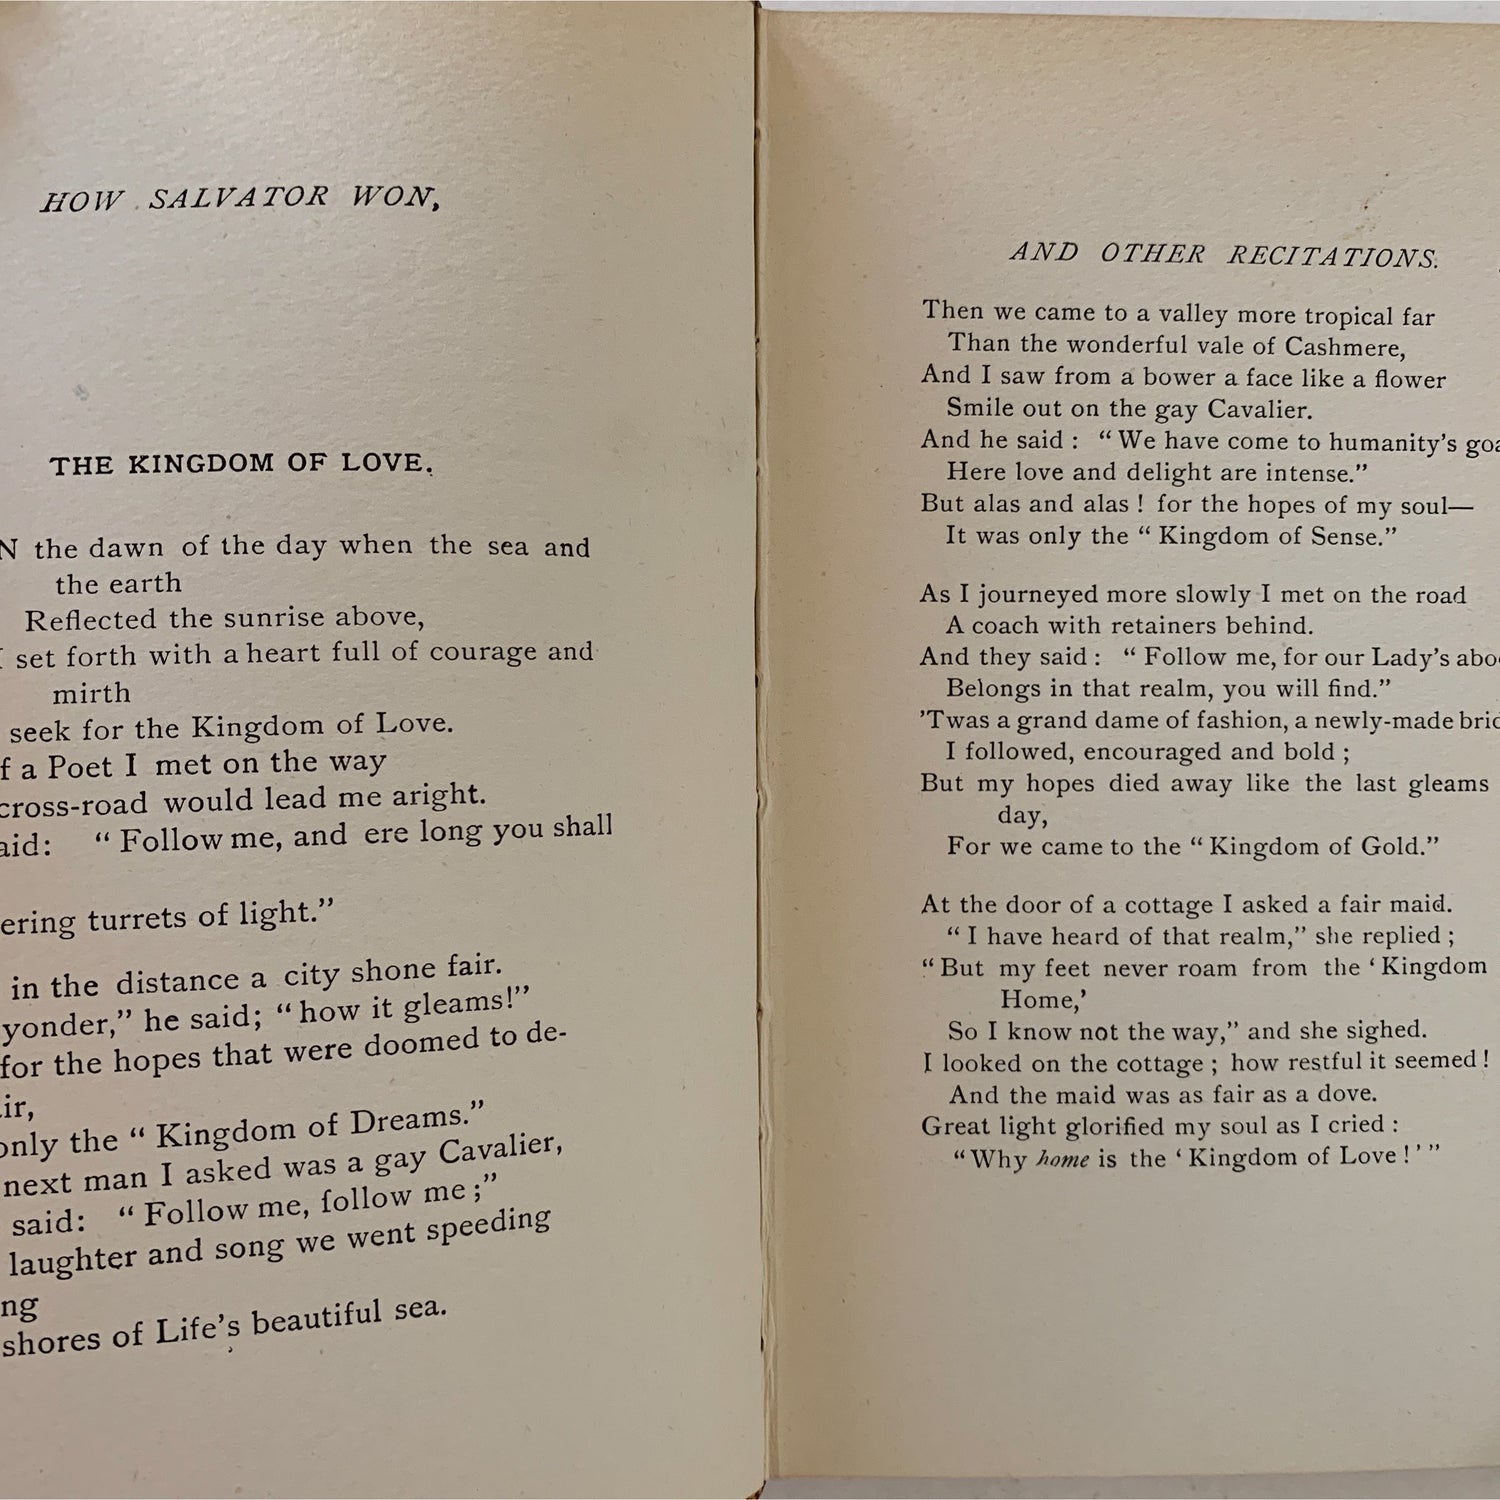 HOW SALVATOR WON,
THE KINGDOM OF LOVE.
N the dawn of the day when the sea and
the earth
Reflected the sunrise above,
I set forth with a heart full of courage and
mirth
seek for the Kingdom of Love.
f a Poet I met on the way
cross-road would lead me aright.
aid: “Follow me, and ere long you shall
ering turrets of light.”
in the distance a city shone fair.
yonder,” he said; “how it gleams!”
for the hopes that were doomed to de-
ir,
only the “Kingdom of Dreams.”
next man I asked was a gay Cavalier,
said: “Follow me, follow me;”
laughter and song we went speeding
ng
shores of Life's beautiful sea.
AND OTHER RECITATIONS.
Then we came to a valley more tropical far
Than the wonderful vale of Cashmere,
And I saw from a bower a face like a flower
Smile out on the gay Cavalier.
And he said: “We have come to humanity's goa
Here love and delight are intense.”
But alas and alas! for the hopes of my soul—
It was only the “Kingdom of Sense.”
As I journeyed more slowly I met on the road
A coach with retainers behind.
And they said: “Follow me, for our Lady's abo
Belongs in that realm, you will find.”
'Twas a grand dame of fashion, a newly-made brid
I followed, encouraged and bold;
But my hopes died away like the last gleams
day,
For we came to the “Kingdom of Gold.”
At the door of a cottage I asked a fair maid.
“I have heard of that realm,” she replied;
“But my feet never roam from the ‘Kingdom
Home,’
So I know not the way,” and she sighed.
I looked on the cottage; how restful it seemed!
And the maid was as fair as a dove.
Great light glorified my soul as I cried:
“Why home is the ‘Kingdom of Love!’”